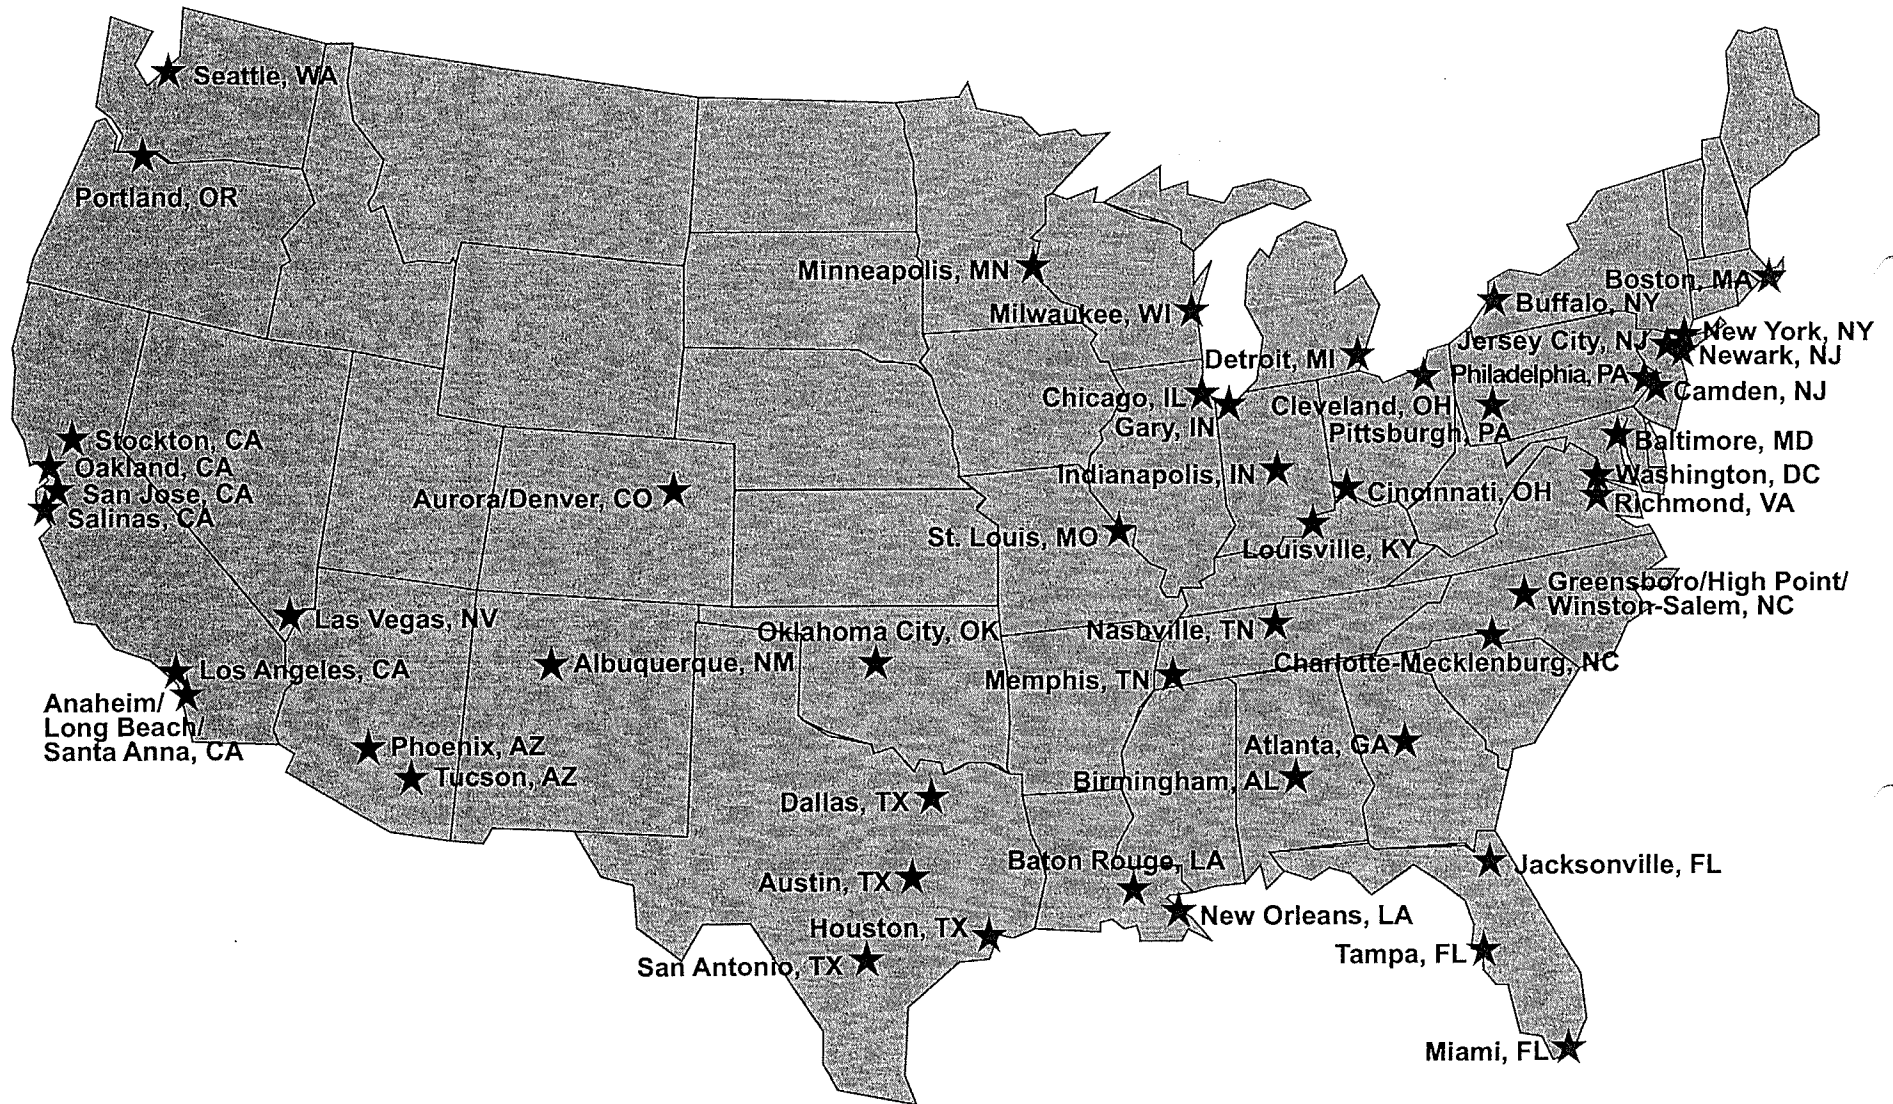 Seattle, WA
Portland, OR
Minneapolis, MN
Milwaukee, WI
Boston, MA
Buffalo, NY
New York, NY
Jersey City, NJ
Newark, NJ
Detroit, MI
Philadelphia, PA
Camden, NJ
Chicago, IL
Gary, IN
Cleveland, OH
Pittsburgh, PA
Baltimore, MD
Stockton, CA
Oakland, CA
San Jose, CA
Salinas, CA
Aurora/Denver, CO
Indianapolis, IN
Cincinnati, OH
Washington, DC
Richmond, VA
St. Louis, MO
Louisville, KY
Greensboro/High Point/
Winston-Salem, NC
Las Vegas, NV
Oklahoma City, OK
Nashville, TN
Charlotte-Mecklenburg, NC
Los Angeles, CA
Albuquerque, NM
Memphis, TN
Anaheim/
Long Beach/
Santa Anna, CA
Phoenix, AZ
Tucson, AZ
Atlanta, GA
Birmingham, AL
Dallas, TX
Baton Rouge, LA
Jacksonville, FL
Austin, TX
New Orleans, LA
Houston, TX
San Antonio, TX
Tampa, FL
Miami, FL